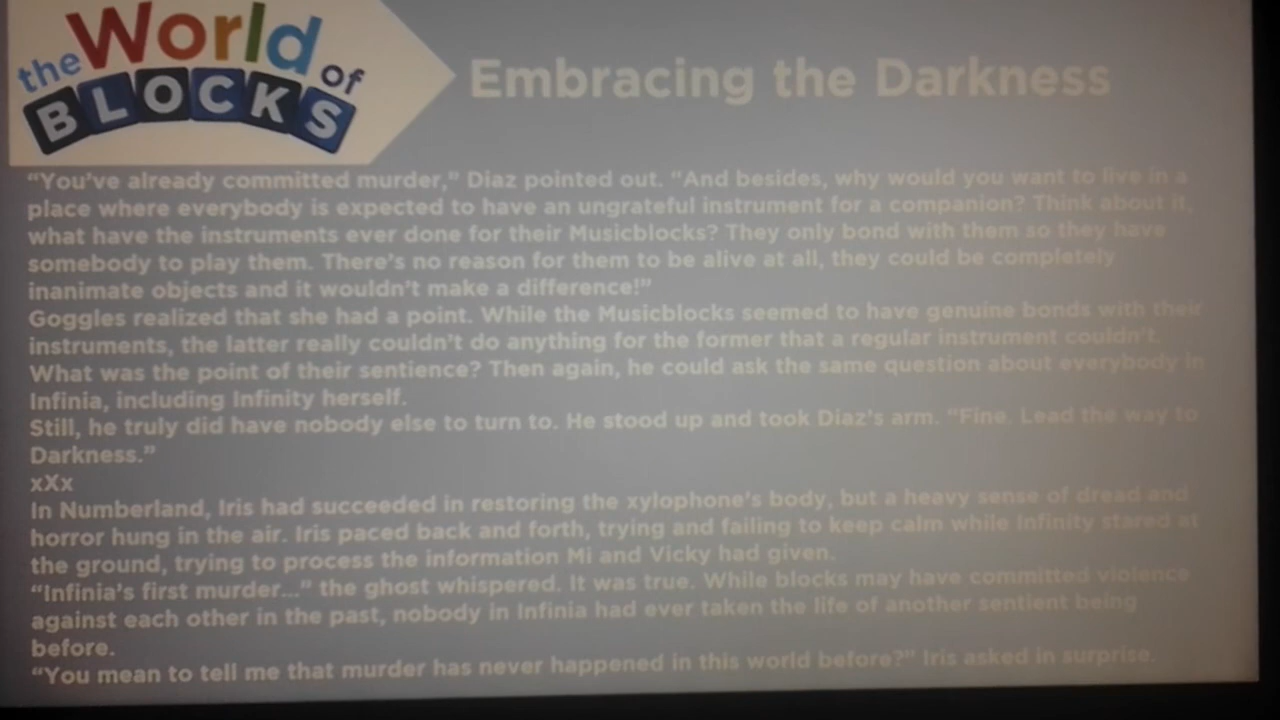 the World of
BLOCKS
Embracing the Darkness
“You’ve already committed murder,” Diaz pointed out. “And besides, why would you want to live in a
place where everybody is expected to have an ungrateful instrument for a companion? Think about it,
what have the instruments ever done for their Musicblocks? They only bond with them so they have
somebody to play them. There’s no reason for them to be alive at all, they could be completely
inanimate objects and it wouldn’t make a difference!”
Goggles realized that she had a point. While the Musicblocks seemed to have genuine bonds with their
instruments, the latter really couldn’t do anything for the former that a regular instrument couldn’t.
What was the point of their sentience? Then again, he could ask the same question about everybody in
Infinia, including Infinity herself.
Still, he truly did have nobody else to turn to. He stood up and took Diaz’s arm. “Fine. Lead the way to
Darkness.”
xXx
In Numberland, Iris had succeeded in restoring the xylophone’s body, but a heavy sense of dread and
horror hung in the air. Iris paced back and forth, trying and failing to keep calm while Infinity stared at
the ground, trying to process the information Mi and Vicky had given.
“Infinia’s first murder...” the ghost whispered. It was true. While blocks may have committed violence
against each other in the past, nobody in Infinia had ever taken the life of another sentient being
before.
“You mean to tell me that murder has never happened in this world before?” Iris asked in surprise.